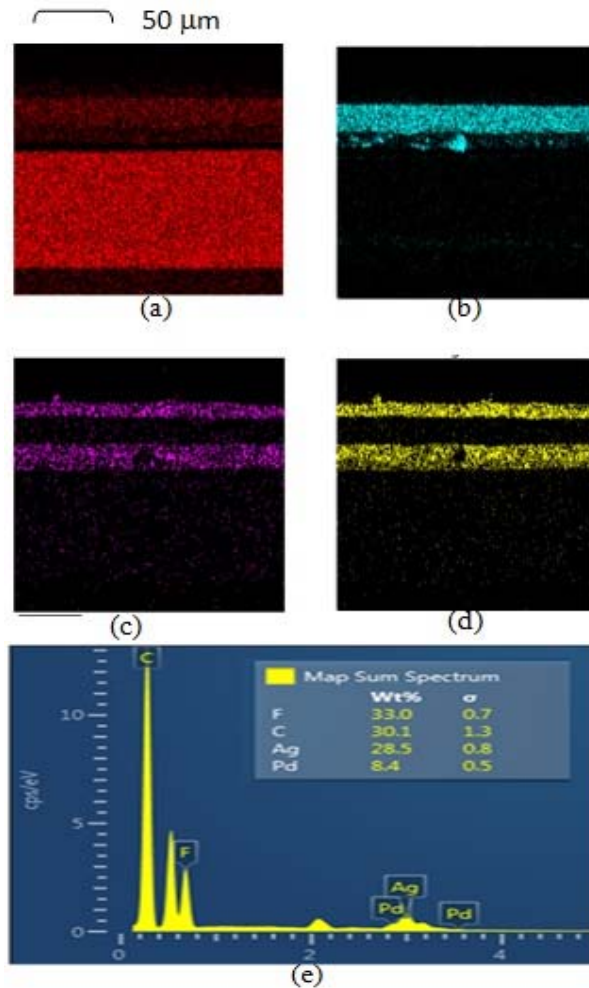 50 μm
(a)
(b)
(c)
(d)
C
Map Sum Spectrum
Wt% σ
F 33.0 0.7
C 30.1 1.3
Ag 28.5 0.8
Pd 8.4 0.5
10
cps/eV
5
F
Ag
Pd
Pd
0
0 2 4
(e)